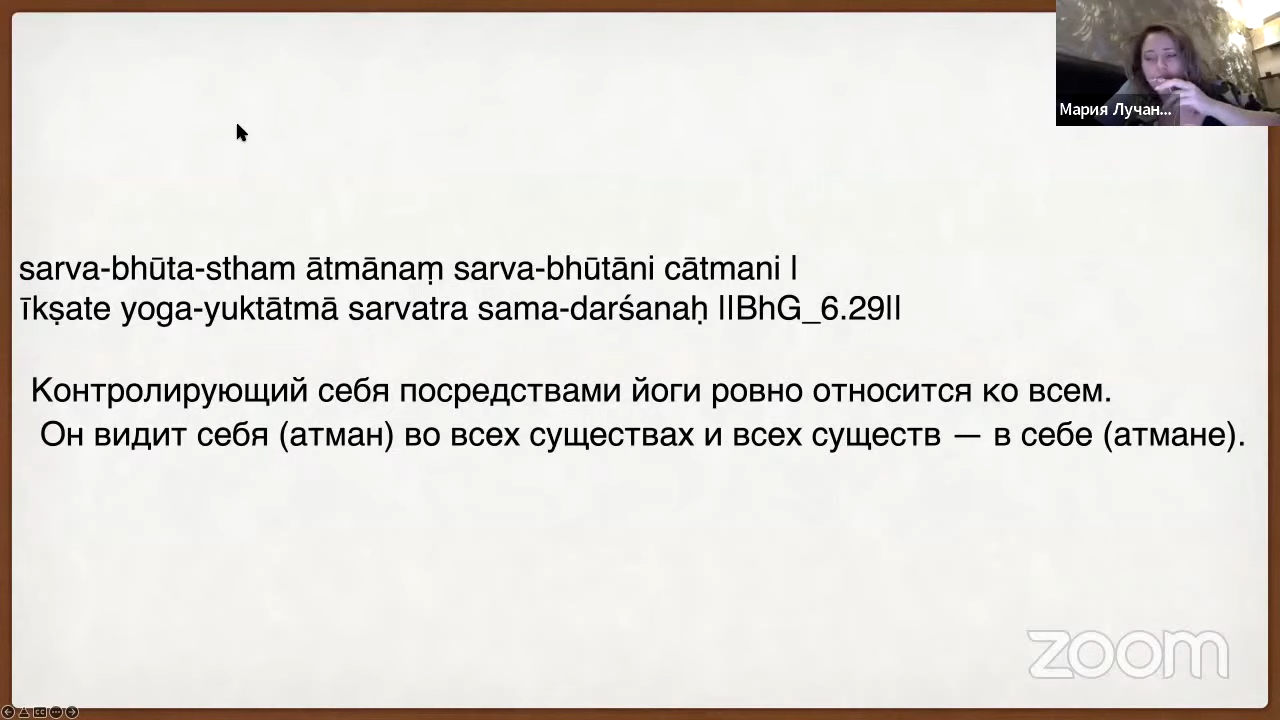 Мария Лучан...
sarva-bhūta-stham ātmānaṃ sarva-bhūtāni cātmani |
īkṣate yoga-yuktātmā sarvatra sama-darśanaḥ ||BhG_6.29||
Контролирующий себя посредствами йоги ровно относится ко всем.
Он видит себя (атман) во всех существах и всех существ — в себе (атмане).
zoom